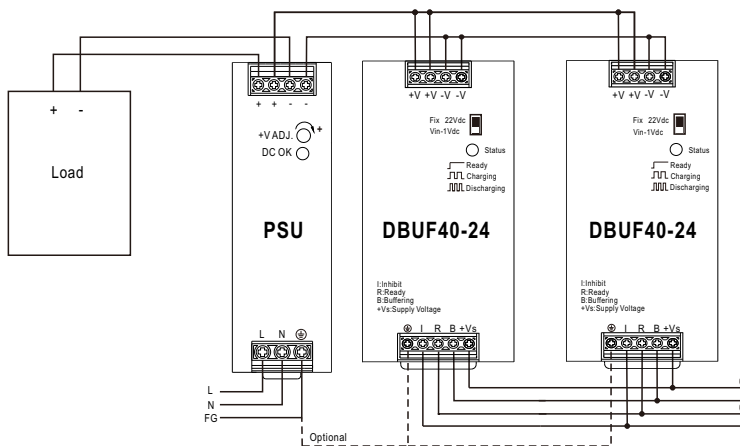 + -
Load
+ + - -
+V ADJ.
+
DC OK
PSU
L N
L
N
FG
Optional
+V +V -V -V
Fix 22Vdc
Vin-1Vdc
Status
Ready
Charging
Discharging
DBUF40-24
I:Inhibit
R:Ready
B:Buffering
+Vs:Supply Voltage
I R B +Vs
+V +V -V -V
Fix 22Vdc
Vin-1Vdc
Status
Ready
Charging
Discharging
DBUF40-24
I:Inhibit
R:Ready
B:Buffering
+Vs:Supply Voltage
I R B +Vs